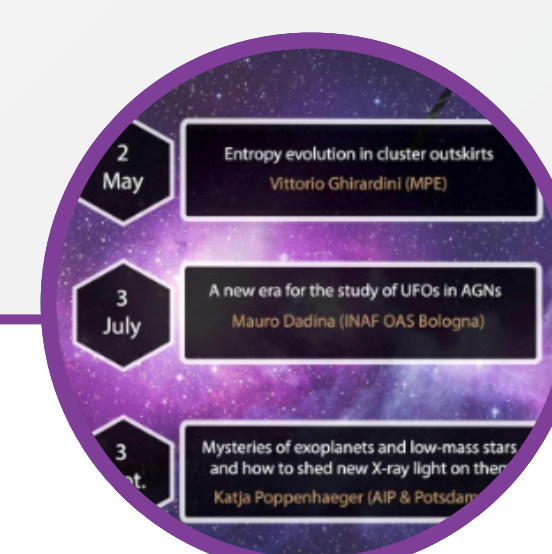 2
May
Entropy evolution in cluster outskirts
Vittorio Ghirardini (MPE)
3
July
A new era for the study of UFOs in AGNs
Mauro Dadina (INAF OAS Bologna)
3
Mysteries of exoplanets and low-mass stars
and how to shed new X-ray light on
Katja Poppenhaeger (AIP &